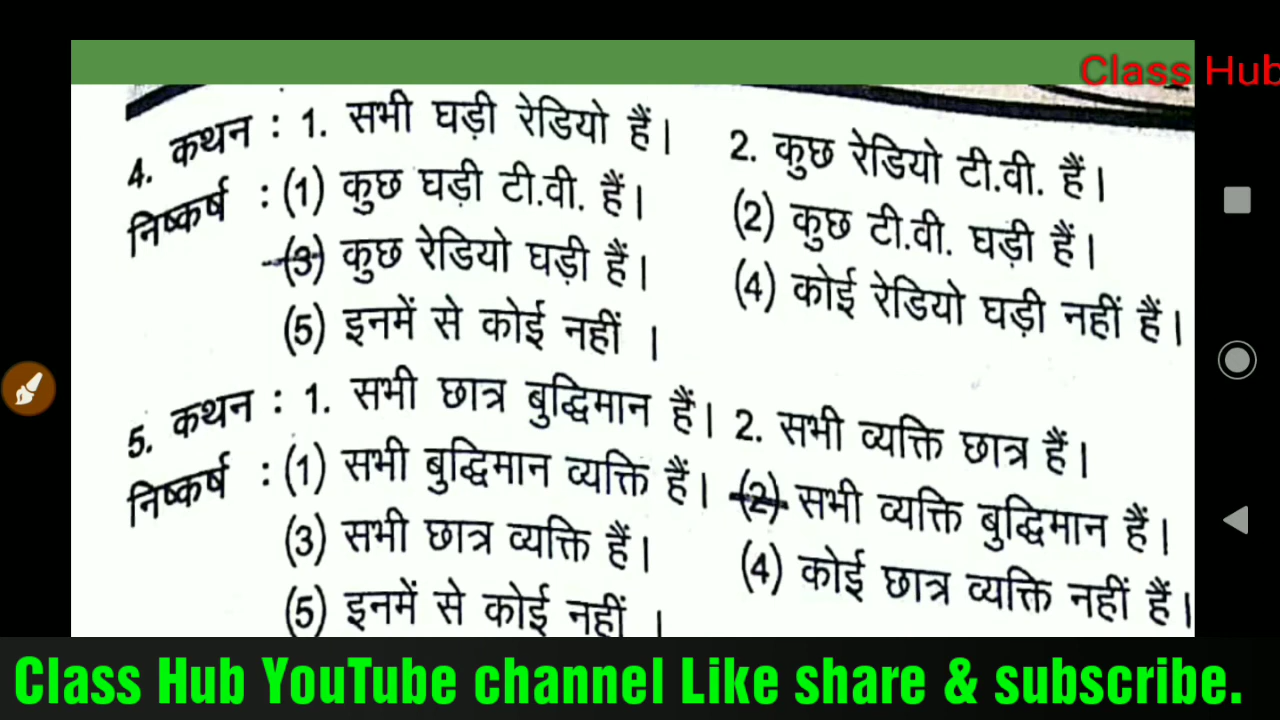 Class Hub
4. कथन : 1. सभी घड़ी रेडियो हैं। 2. कुछ रेडियो टी.वी. हैं।
निष्कर्ष : (1) कुछ घड़ी टी.वी. हैं। (2) कुछ टी.वी. घड़ी हैं।
(3) कुछ रेडियो घड़ी हैं। (4) कोई रेडियो घड़ी नहीं हैं।
(5) इनमें से कोई नहीं ।
5. कथन : 1. सभी छात्र बुद्धिमान हैं। 2. सभी व्यक्ति छात्र हैं।
निष्कर्ष : (1) सभी बुद्धिमान व्यक्ति हैं। (2) सभी व्यक्ति बुद्धिमान हैं।
(3) सभी छात्र व्यक्ति हैं। (4) कोई छात्र व्यक्ति नहीं हैं।
(5) इनमें से कोई नहीं ।
Class Hub YouTube channel Like share & subscribe.